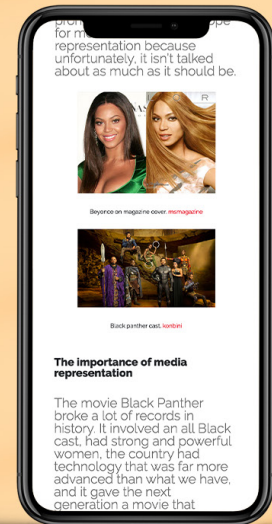 for m
representation because
unfortunately, it isn't talked
about as much as it should be.
NAS
R
Beyonce on magazine cover. msmagazine
Black panther cast. konbini
The importance of media
representation
The movie Black Panther
broke a lot of records in
history. It involved an all Black
cast, had strong and powerful
women, the country had
technology that was far more
advanced than what we have,
and it gave the next
generation a movie that